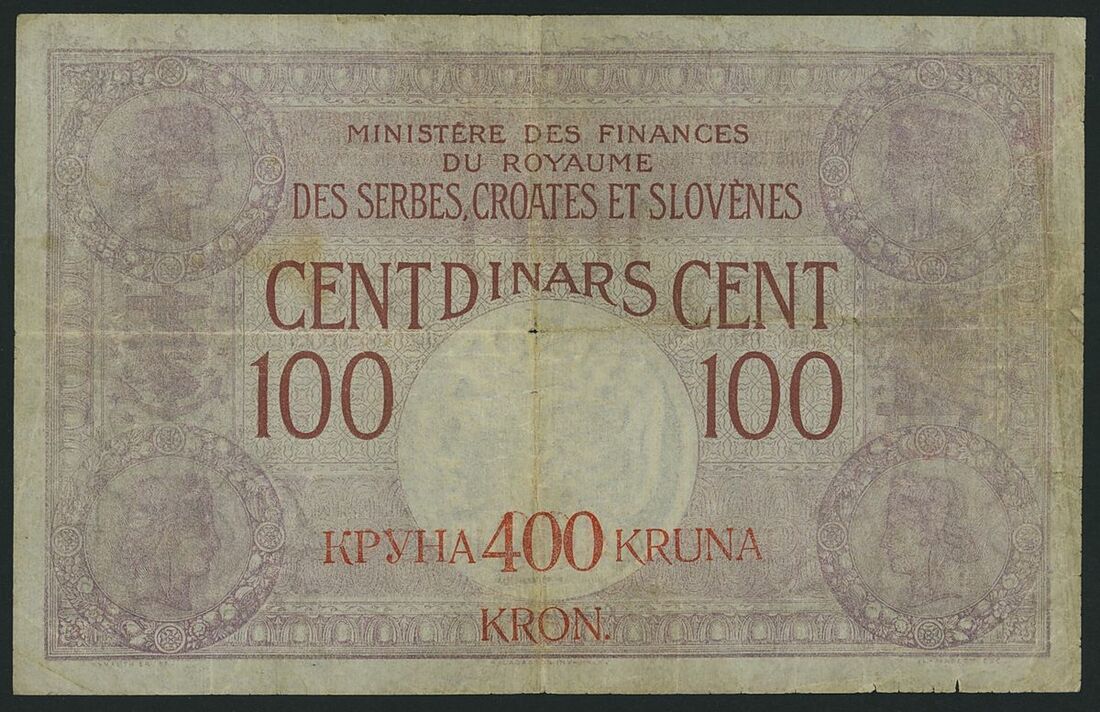 MINISTÈRE DES FINANCES
DU ROYAUME
DES SERBES, CROATES ET SLOVÈNES
CENT DINARS CENT
100 100
КРУНА 400 KRUNA
KRON.